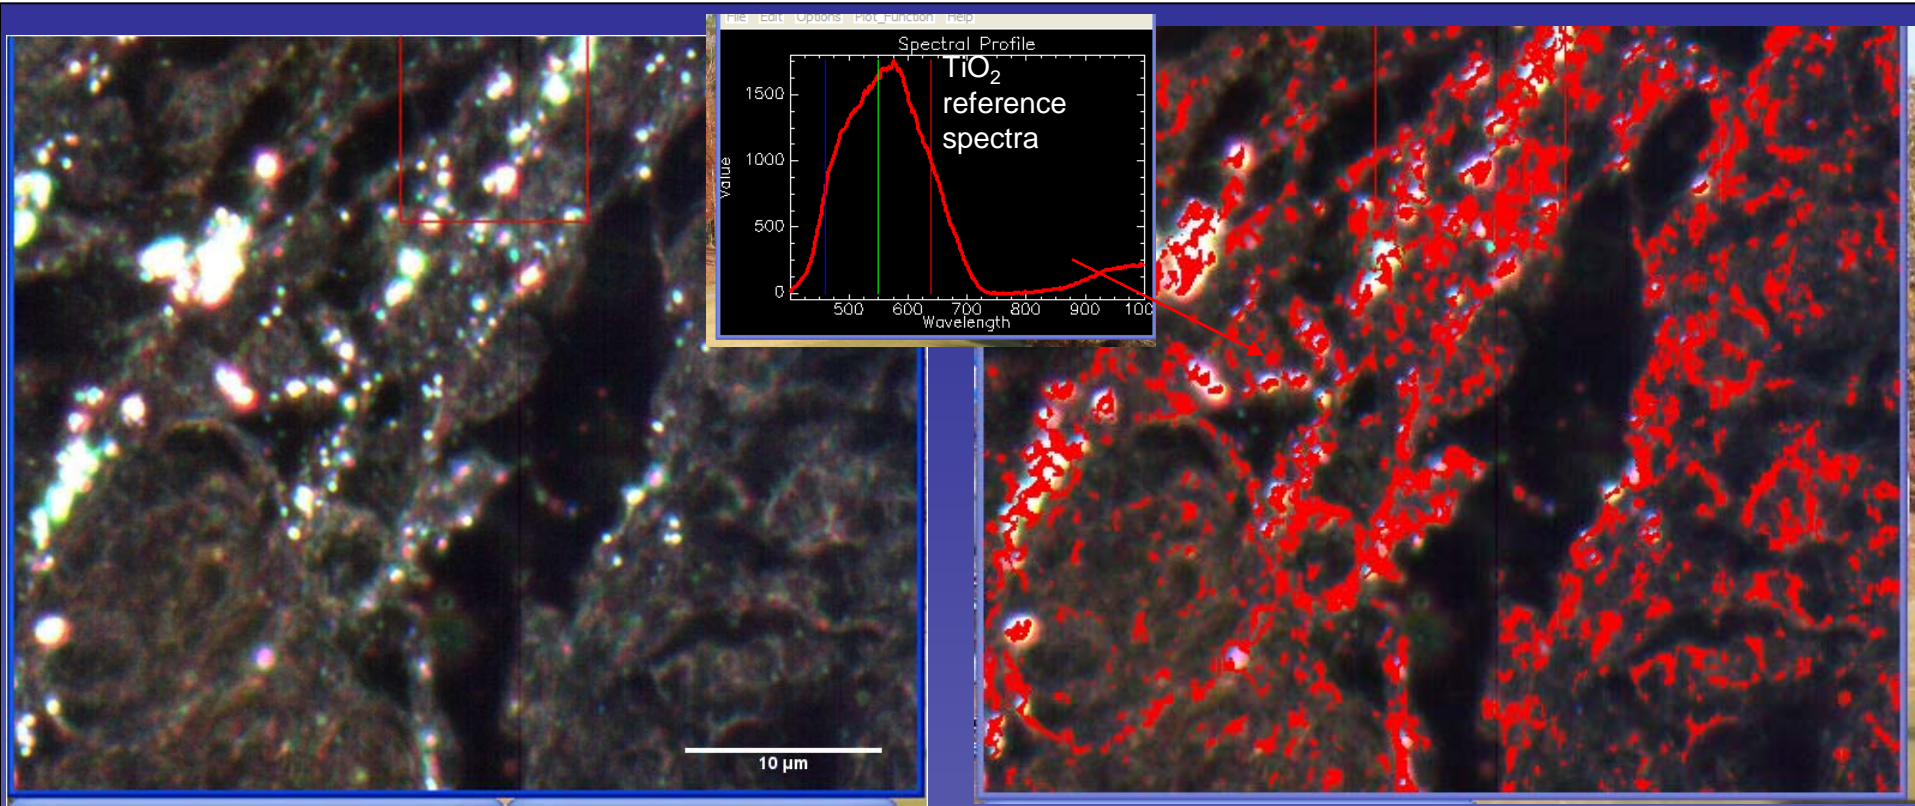 File Edit Options Plot_Function Help
Spectral Profile
TiO₂
reference
spectra
1500
1000
500
0
Value
500 600 700 800 900 100
Wavelength
10 µm